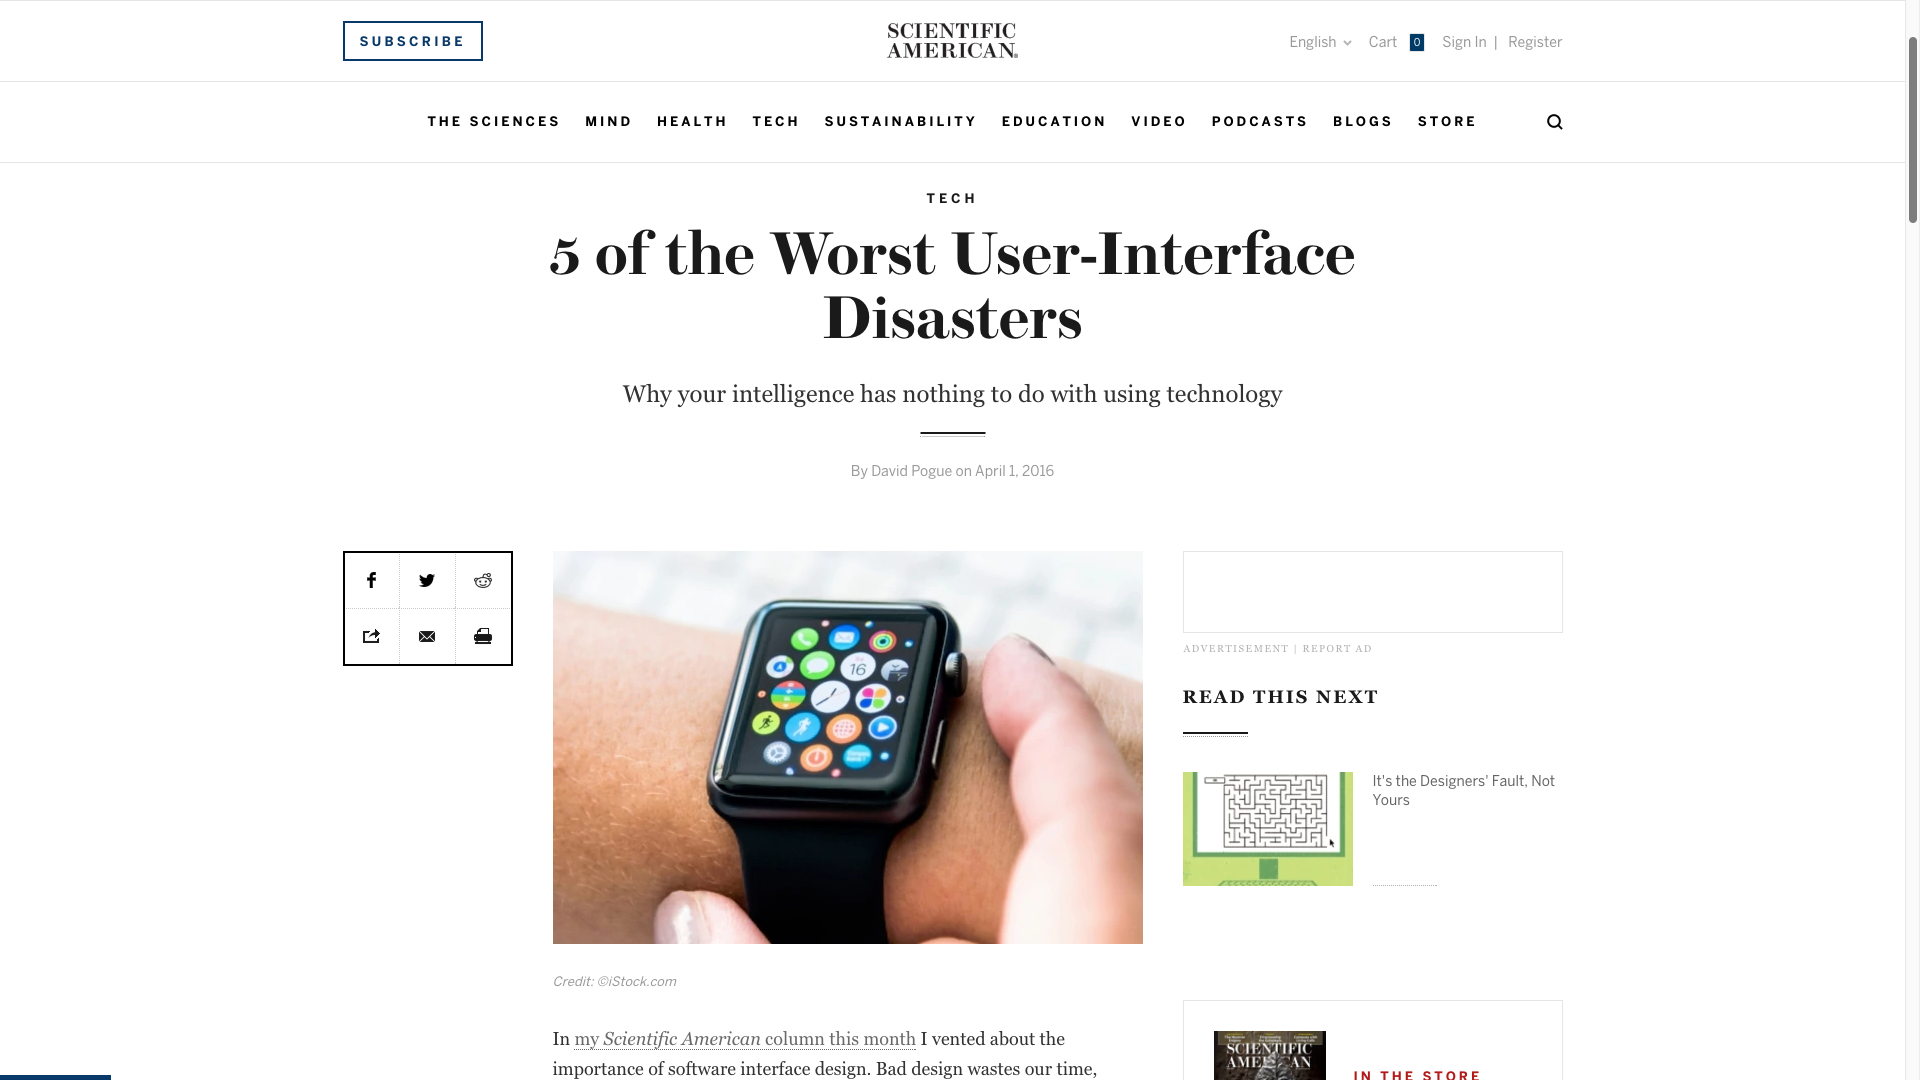 SUBSCRIBE
SCIENTIFIC
AMERICAN
English
Cart 0
Sign In | Register
THE SCIENCES MIND HEALTH TECH SUSTAINABILITY EDUCATION VIDEO PODCASTS BLOGS STORE
TECH
5 of the Worst User-Interface
Disasters
Why your intelligence has nothing to do with using technology
By David Pogue on April 1, 2016
16
Credit: ©iStock.com
In my Scientific American column this month I vented about the
importance of software interface design. Bad design wastes our time,
ADVERTISEMENT | REPORT AD
READ THIS NEXT
It's the Designers' Fault, Not
Yours
SCIENTIFIC
AMERICAN
IN THE STORE